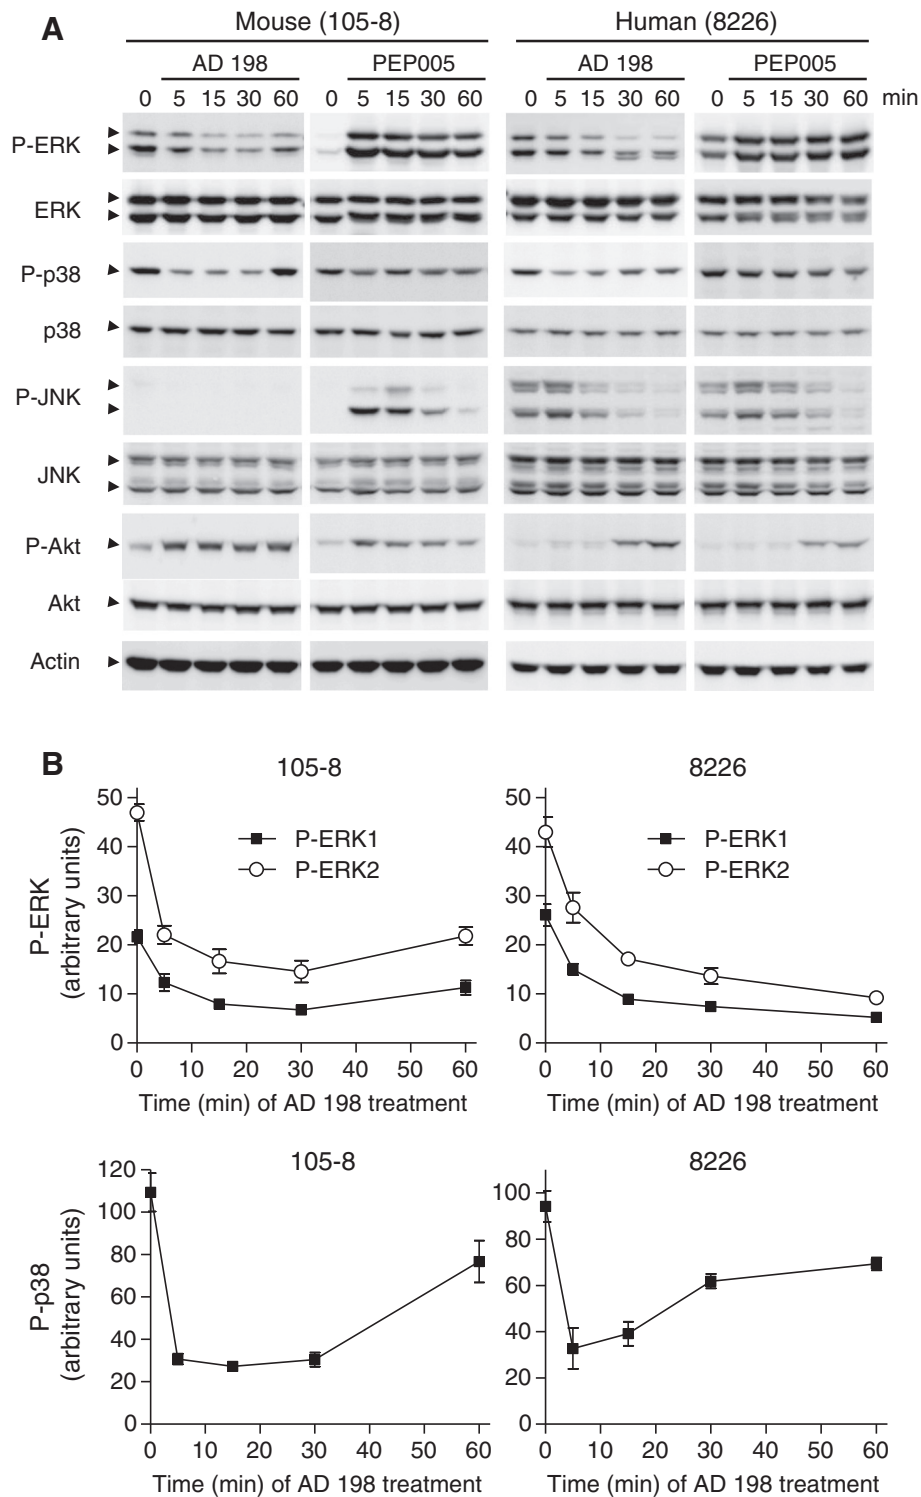 A
Mouse (105-8) Human (8226)
AD 198 PEP005 AD 198 PEP005
0 5 15 30 60 0 5 15 30 60 0 5 15 30 60 0 5 15 30 60 min
P-ERK
ERK
P-p38
p38
P-JNK
JNK
P-Akt
Akt
Actin
B
105-8
50
40
30
20
10
0
P-ERK
(arbitrary units)
P-ERK1
P-ERK2
0 10 20 30 40 50 60
Time (min) of AD 198 treatment
8226
50
40
30
20
10
0
P-ERK1
P-ERK2
0 10 20 30 40 50 60
Time (min) of AD 198 treatment
105-8
120
100
80
60
40
20
0
P-p38
(arbitrary units)
0 10 20 30 40 50 60
Time (min) of AD 198 treatment
8226
100
80
60
40
20
0
0 10 20 30 40 50 60
Time (min) of AD 198 treatment